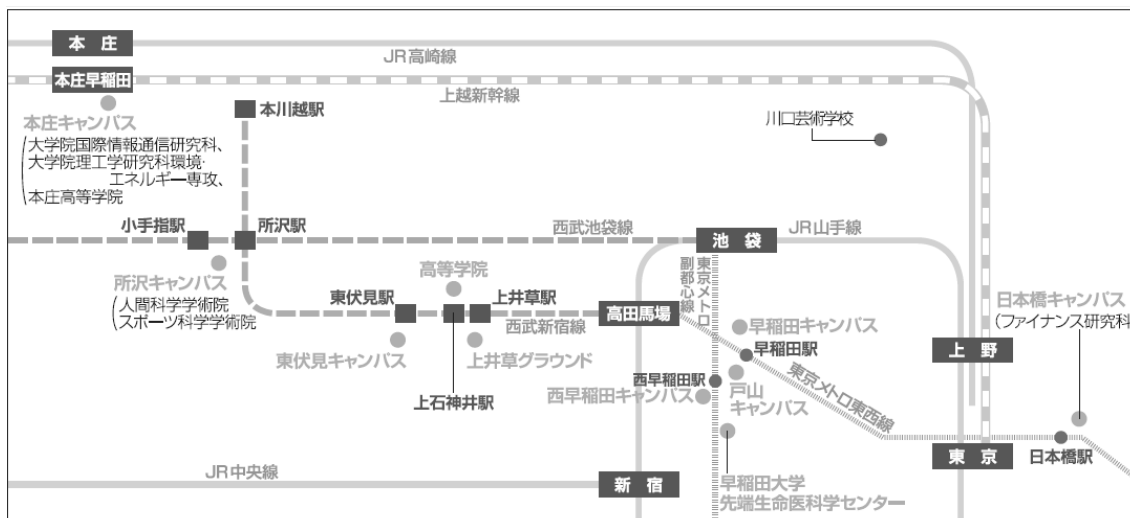 本庄
JR高崎線
本庄早稲田
上越新幹線
本庄キャンパス
(大学院国際情報通信研究科、
大学院理工学研究科環境・
エネルギー専攻、
本庄高等学院
本川越駅
川口芸術学校
小手指駅
所沢駅
西武池袋線
池袋
JR山手線
所沢キャンパス
(人間科学学術院
スポーツ科学学術院
高等学院
東伏見駅
上井草駅
西武新宿線
高田馬場
東京メトロ
副都心線
早稲田キャンパス
早稲田駅
日本橋キャンパス
(ファイナンス研究科
上野
東伏見キャンパス
上井草グラウンド
上石神井駅
西早稲田駅
西早稲田キャンパス
戸山
キャンパス
東京メトロ東西線
JR中央線
新宿
早稲田大学
先端生命医科学センター
東京
日本橋駅